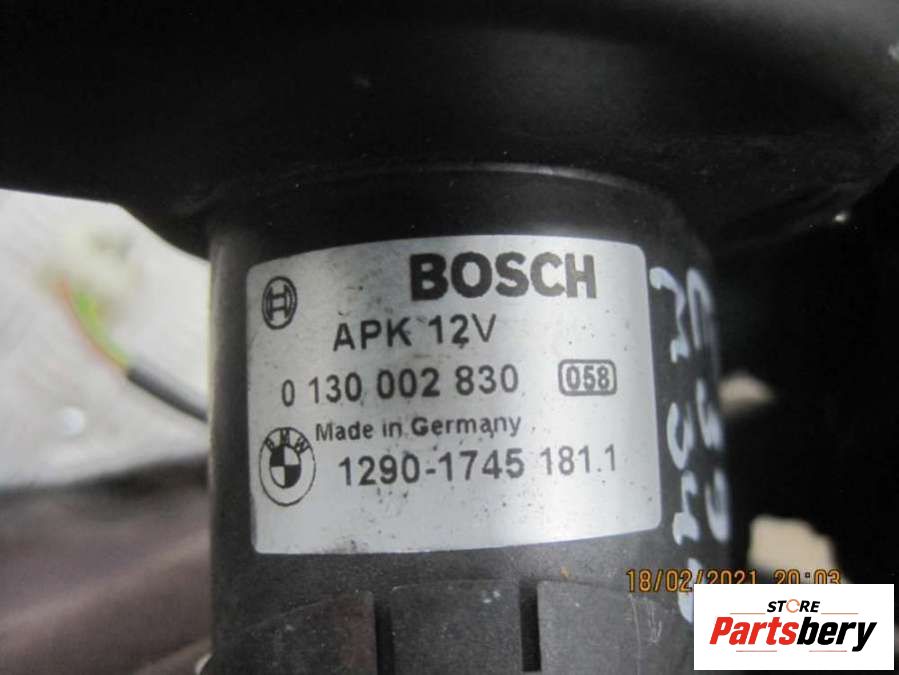 BOSCH
APK 12V
0 130 002 830 058
Made in Germany
BMW
1290-1745 181.1
18/02/2021 20:03
STORE
Partsbery